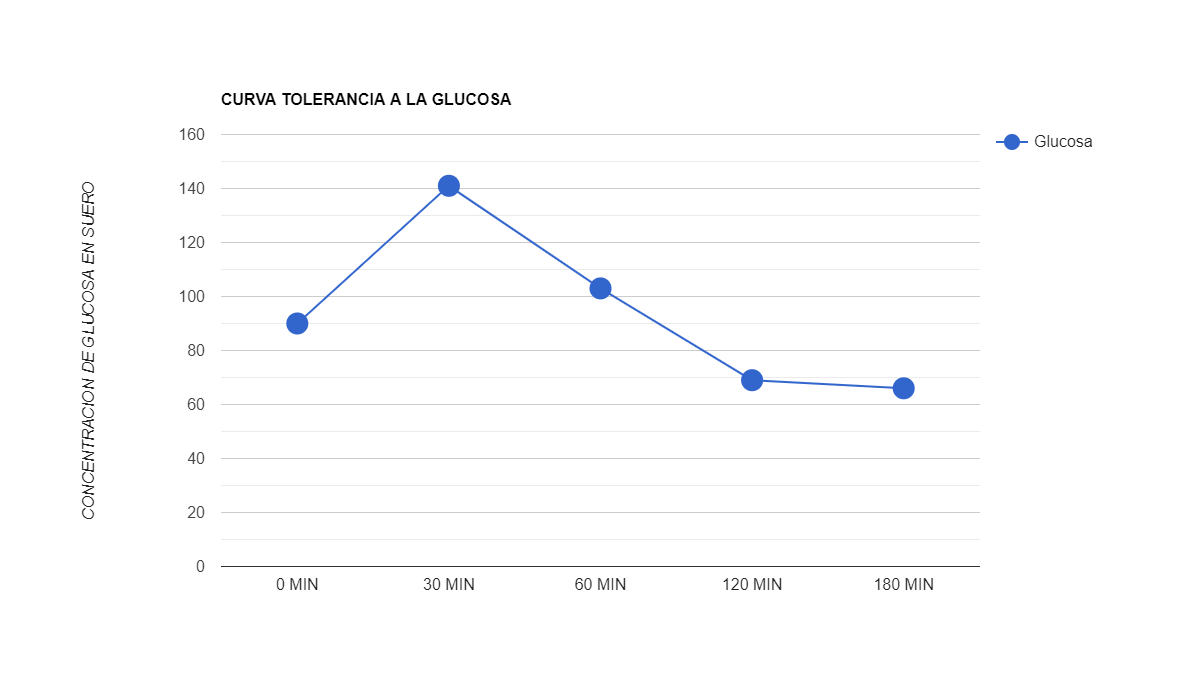 CURVA TOLERANCIA A LA GLUCOSA
Glucosa
CONCENTRACION DE GLUCOSA EN SUERO
160
140
120
100
80
60
40
20
0
0 MIN
30 MIN
60 MIN
120 MIN
180 MIN